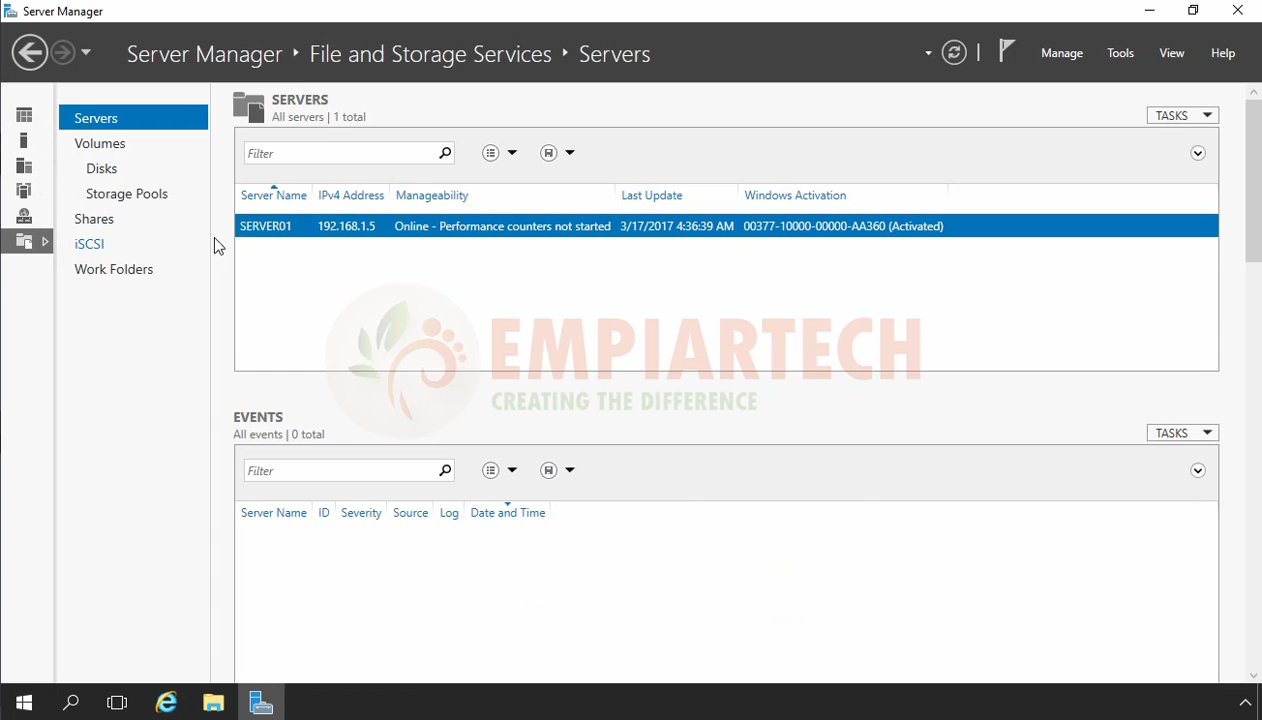 Server Manager
Server Manager ‣ File and Storage Services ‣ Servers
Manage Tools View Help
Servers
Volumes
Disks
Storage Pools
Shares
iSCSI
Work Folders
SERVERS
All servers | 1 total
TASKS
Filter
Server Name IPv4 Address Manageability Last Update Windows Activation
SERVER01 192.168.1.5 Online - Performance counters not started 3/17/2017 4:36:39 AM 00377-10000-00000-AA360 (Activated)
EMPIARTECH
CREATING THE DIFFERENCE
EVENTS
All events | 0 total
TASKS
Filter
Server Name ID Severity Source Log Date and Time